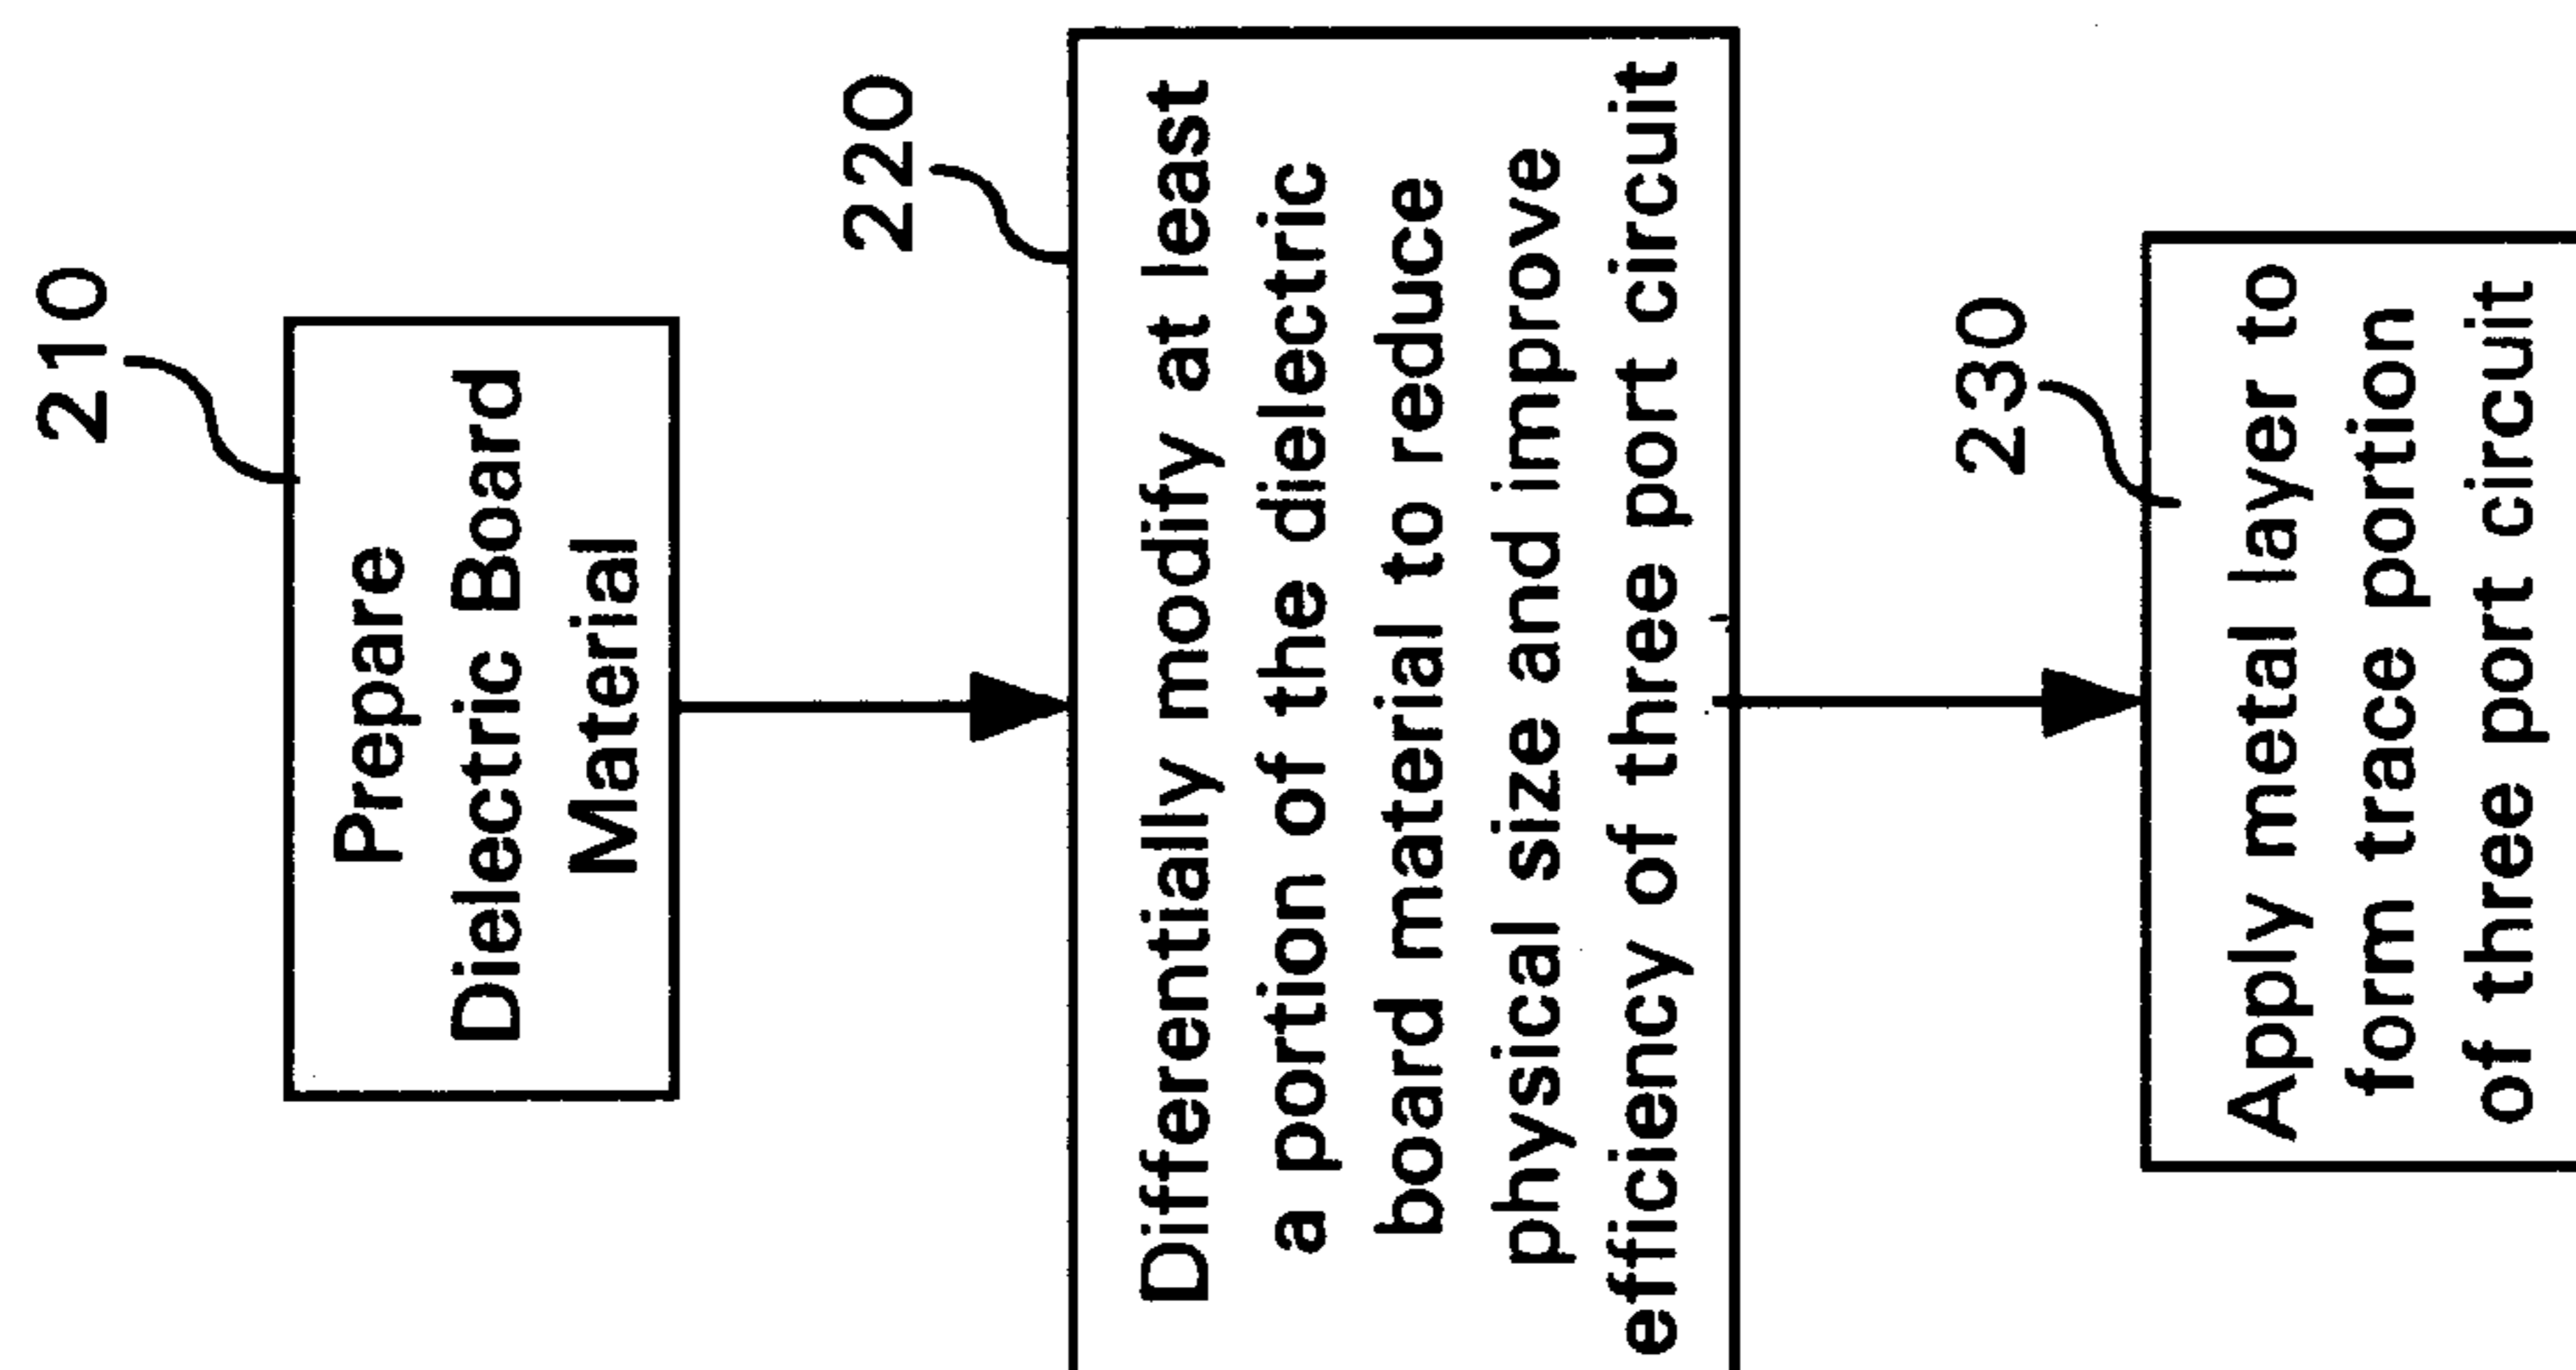 210
Prepare
Dielectric Board
Material
220
Differentially modify at least
a portion of the dielectric
board material to reduce
physical size and improve
efficiency of three port circuit
230
Apply metal layer to
form trace portion
of three port circuit